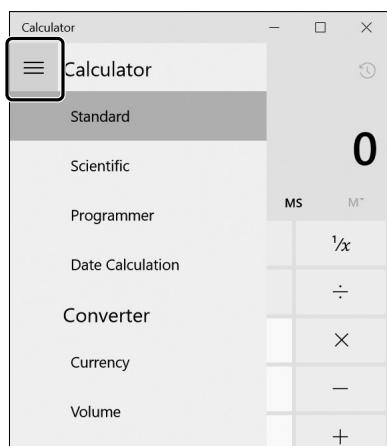 Calculator
Calculator
Standard
0
Scientific
Programmer
MS M˅
Date Calculation
¹/x
÷
Converter
×
Currency
−
Volume
+